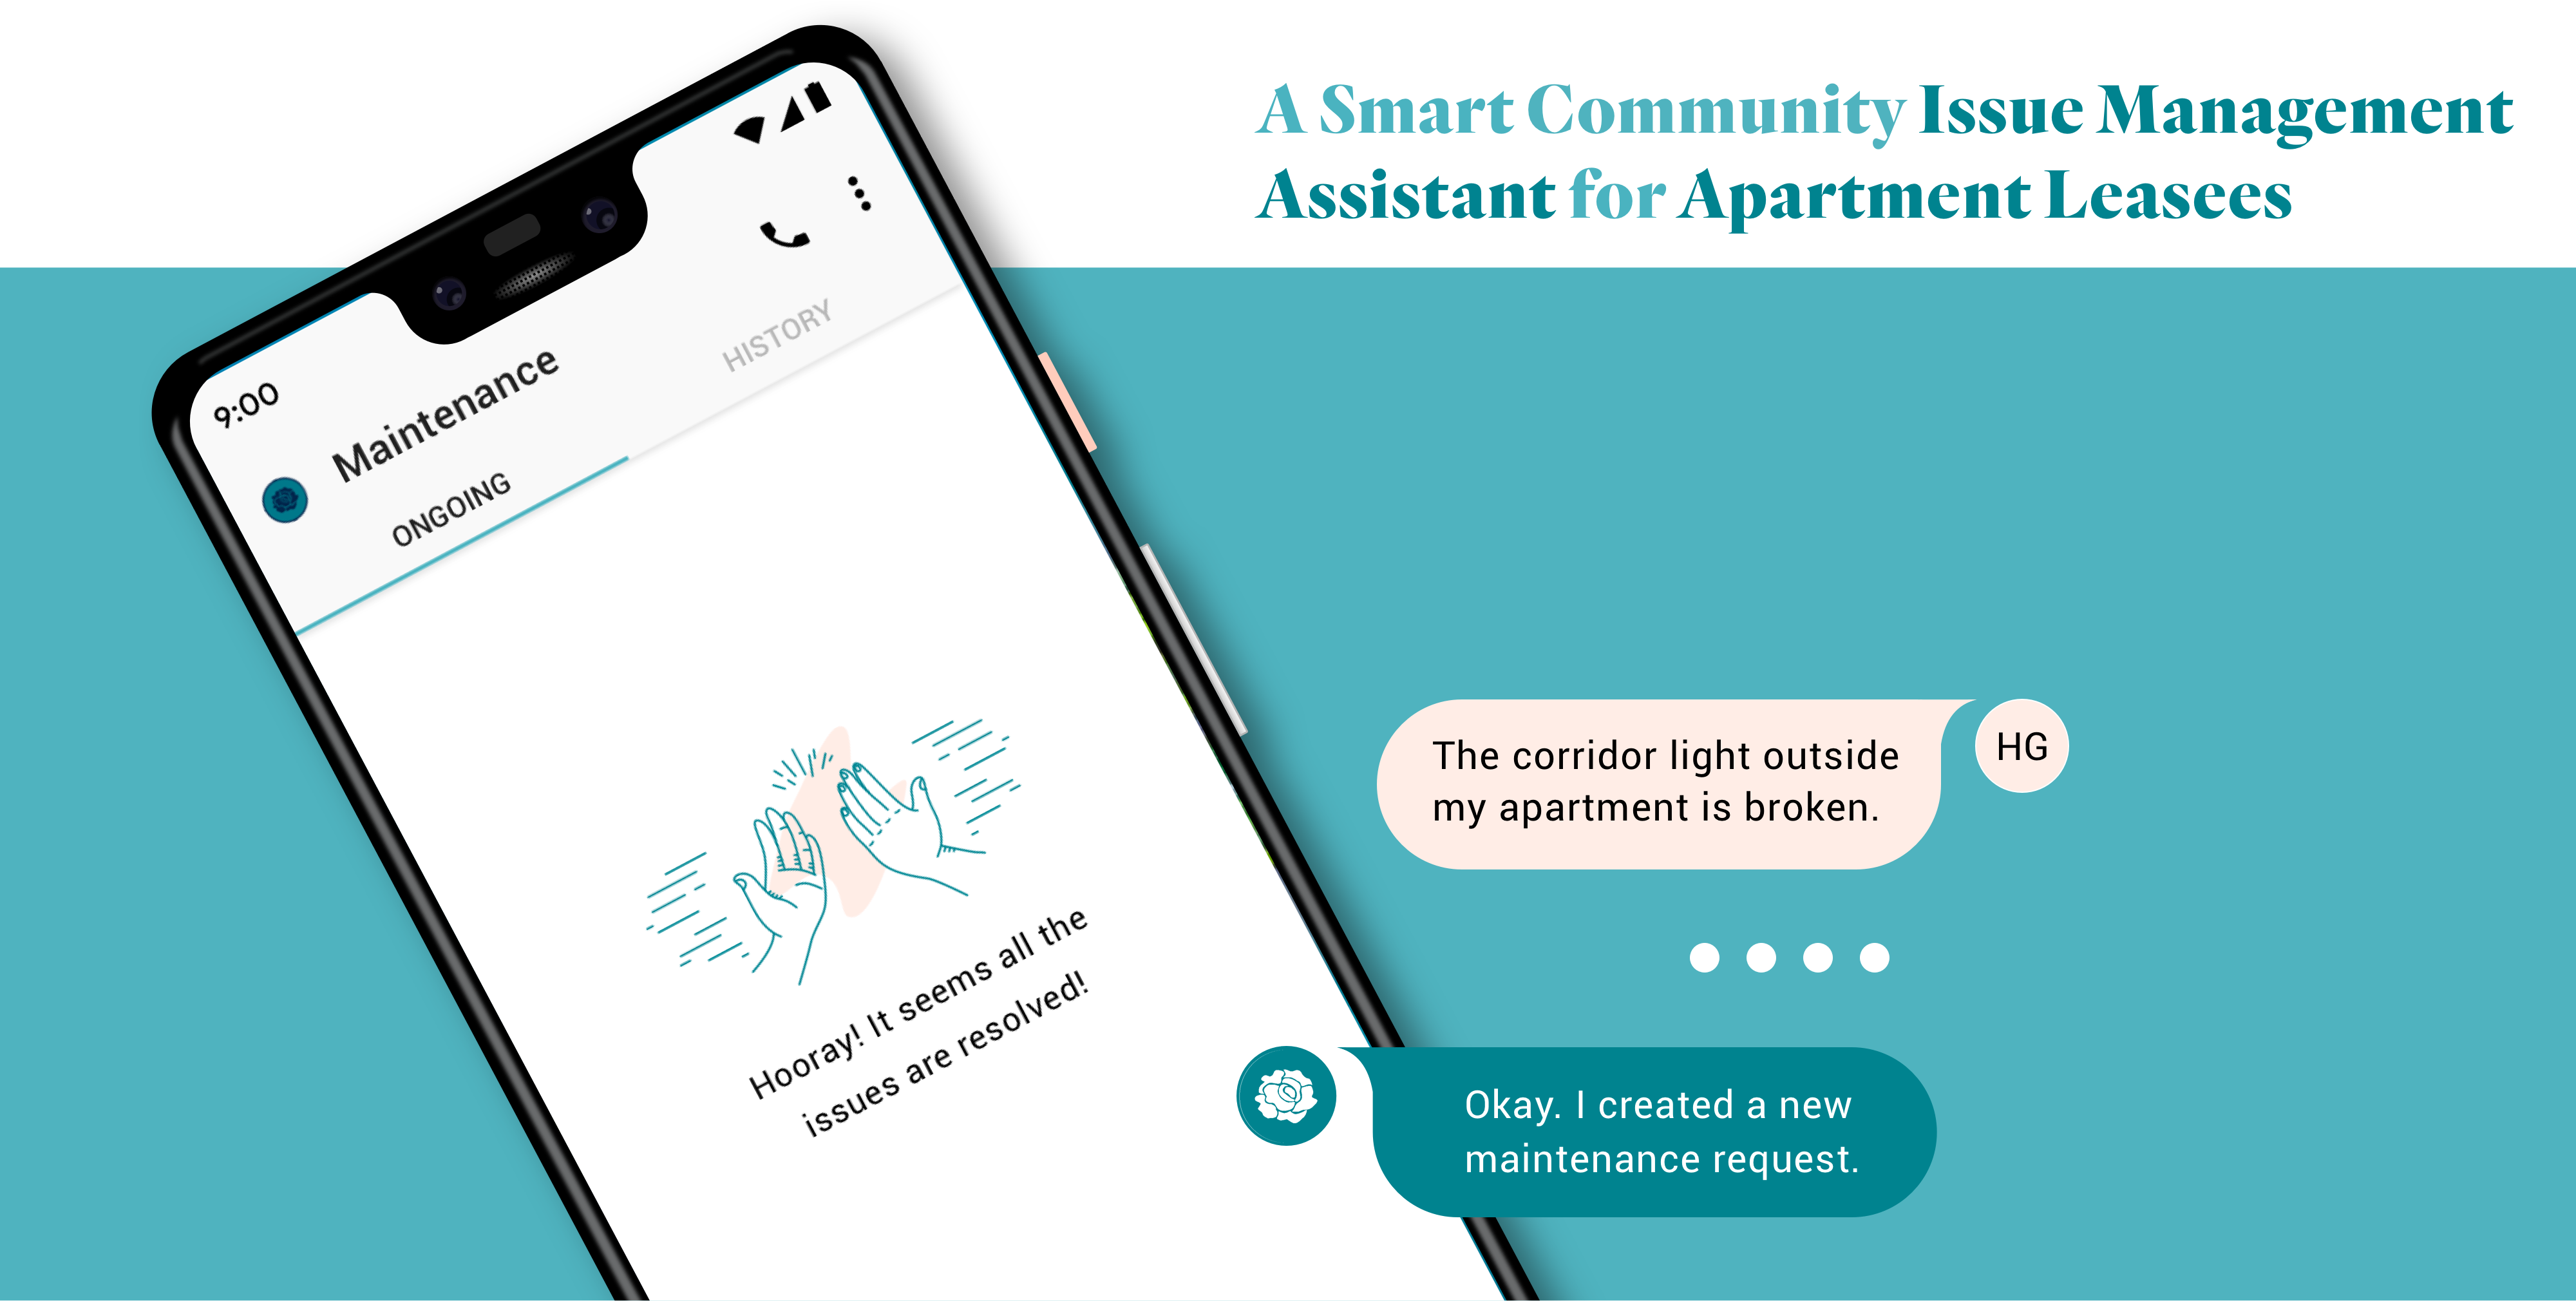 A Smart Community Issue Management
Assistant for Apartment Leasees
9:00
Maintenance
ONGOING
HISTORY
Hooray! It seems all the
issues are resolved!
The corridor light outside
my apartment is broken.
HG
Okay. I created a new
maintenance request.